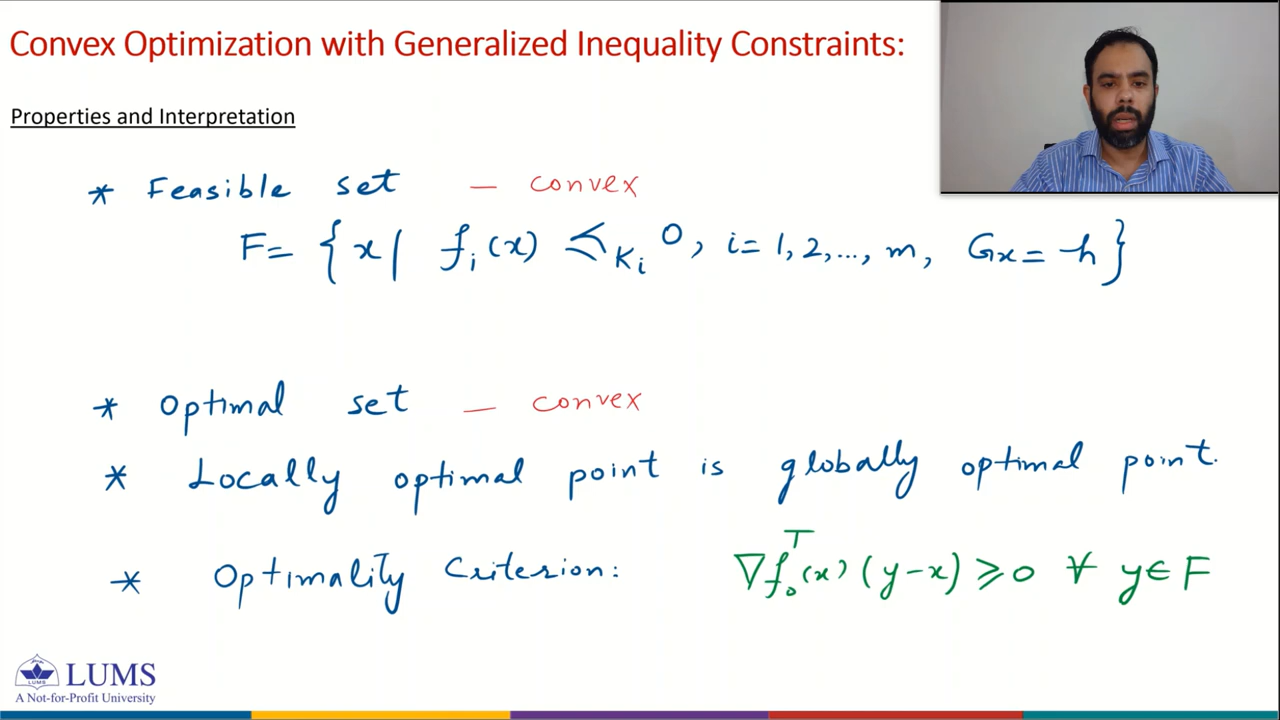 Convex Optimization with Generalized Inequality Constraints:
Properties and Interpretation
* Feasible set — convex
F = { x | f_i(x) ≼_{K_i} 0, i = 1, 2, ..., m, Gx = h }
* Optimal set — convex
* Locally optimal point is globally optimal point.
* Optimality Criterion: ∇f_0^T(x) (y-x) ≥ 0 ∀ y ∈ F
LUMS
A Not-for-Profit University